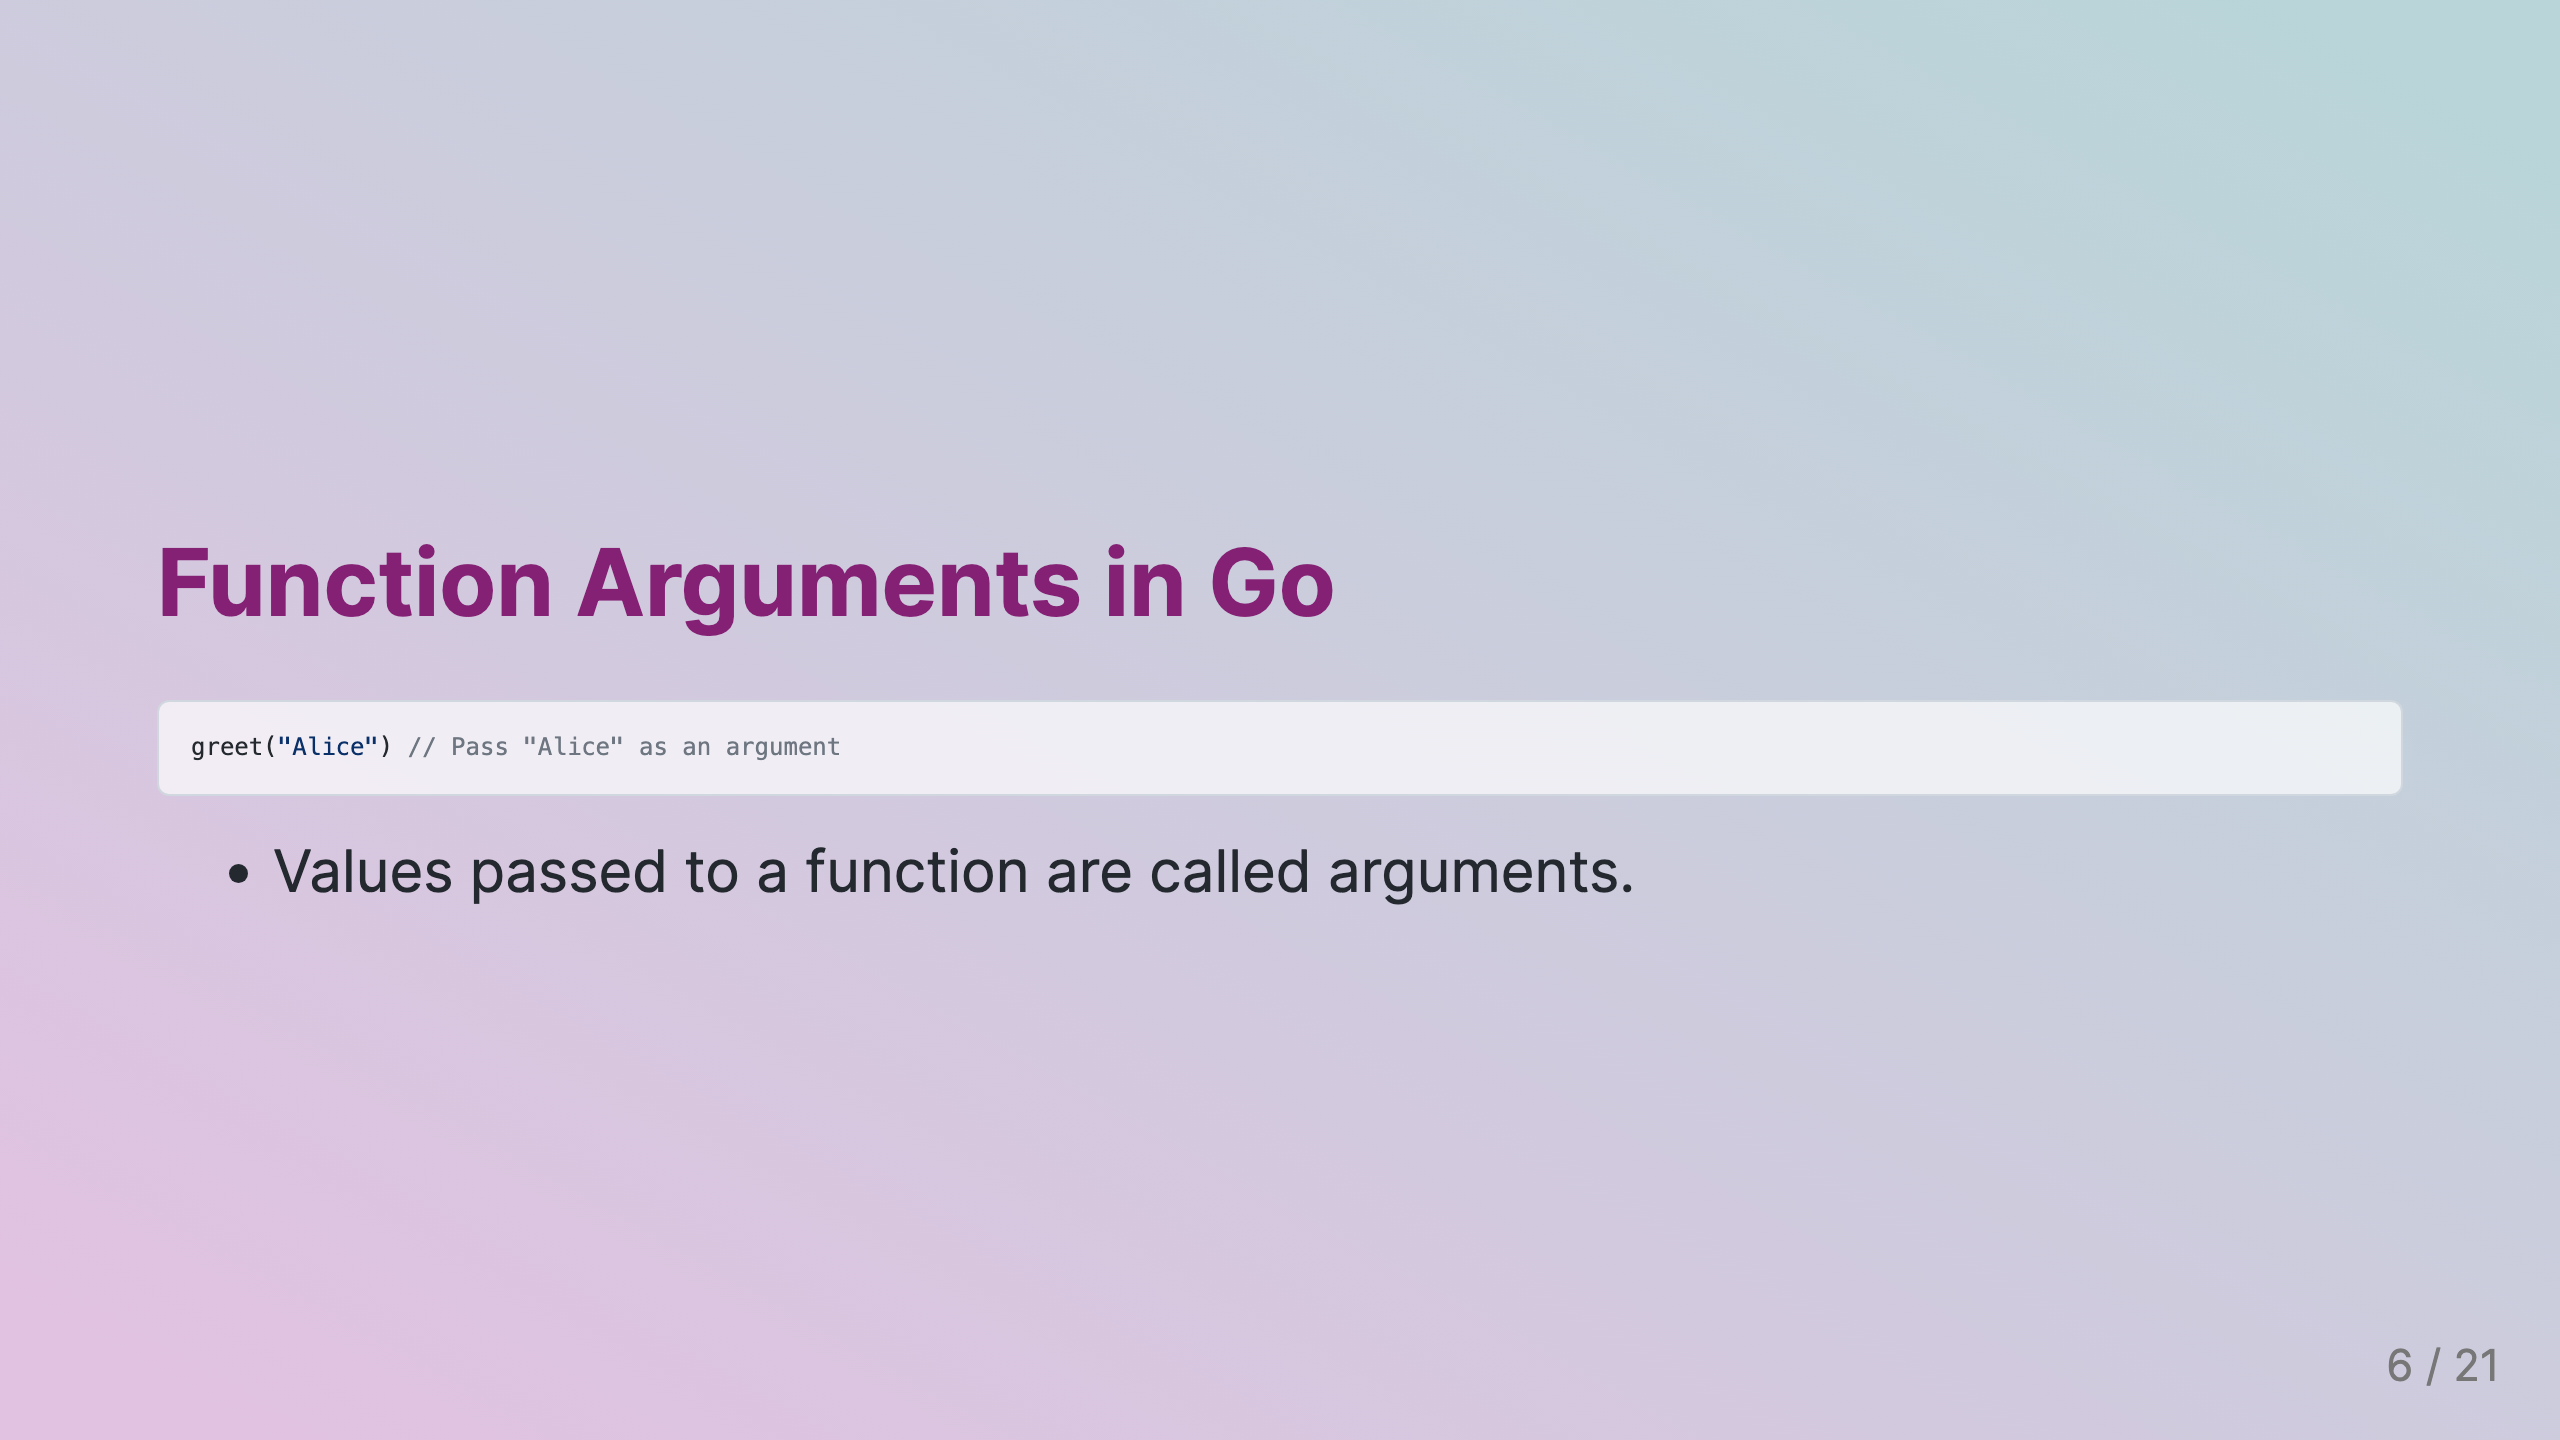 Function Arguments in Go
greet("Alice") // Pass "Alice" as an argument
• Values passed to a function are called arguments.
6 / 21